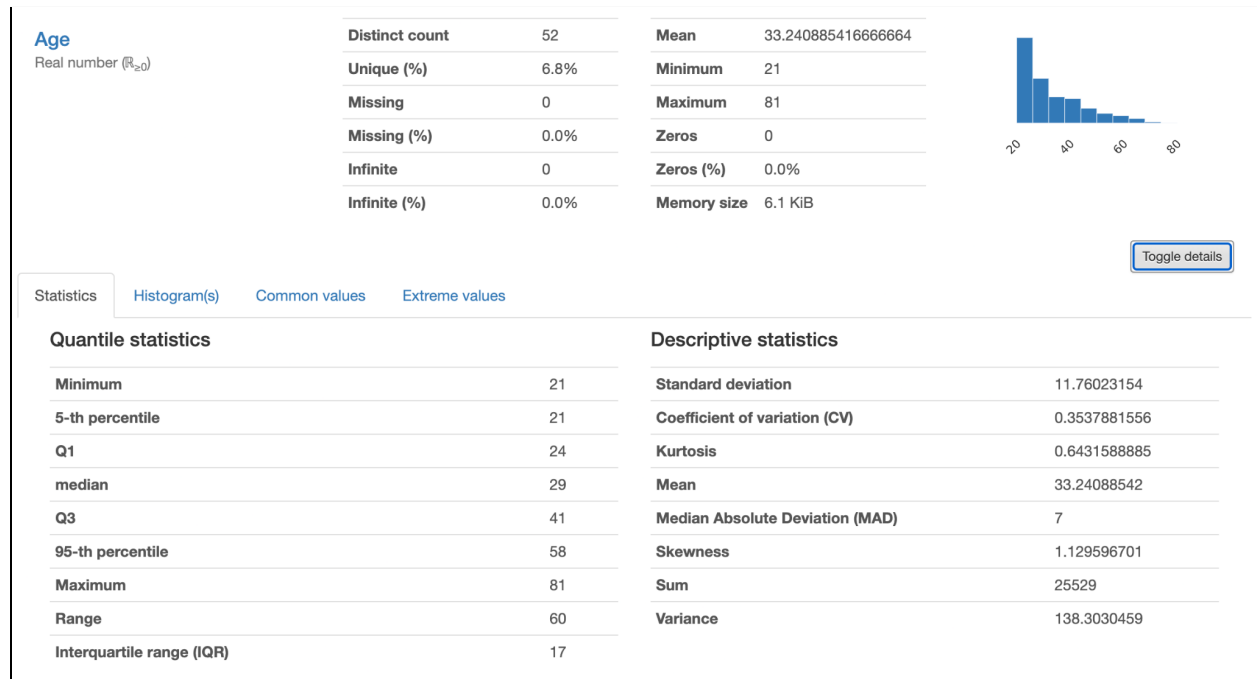 Age
Real number (ℝ≥0)
Distinct count 52
Unique (%) 6.8%
Missing 0
Missing (%) 0.0%
Infinite 0
Infinite (%) 0.0%
Mean 33.240885416666664
Minimum 21
Maximum 81
Zeros 0
Zeros (%) 0.0%
Memory size 6.1 KiB
20 40 60 80
Toggle details
Statistics Histogram(s) Common values Extreme values
Quantile statistics
Minimum 21
5-th percentile 21
Q1 24
median 29
Q3 41
95-th percentile 58
Maximum 81
Range 60
Interquartile range (IQR) 17
Descriptive statistics
Standard deviation 11.76023154
Coefficient of variation (CV) 0.3537881556
Kurtosis 0.6431588885
Mean 33.24088542
Median Absolute Deviation (MAD) 7
Skewness 1.129596701
Sum 25529
Variance 138.3030459